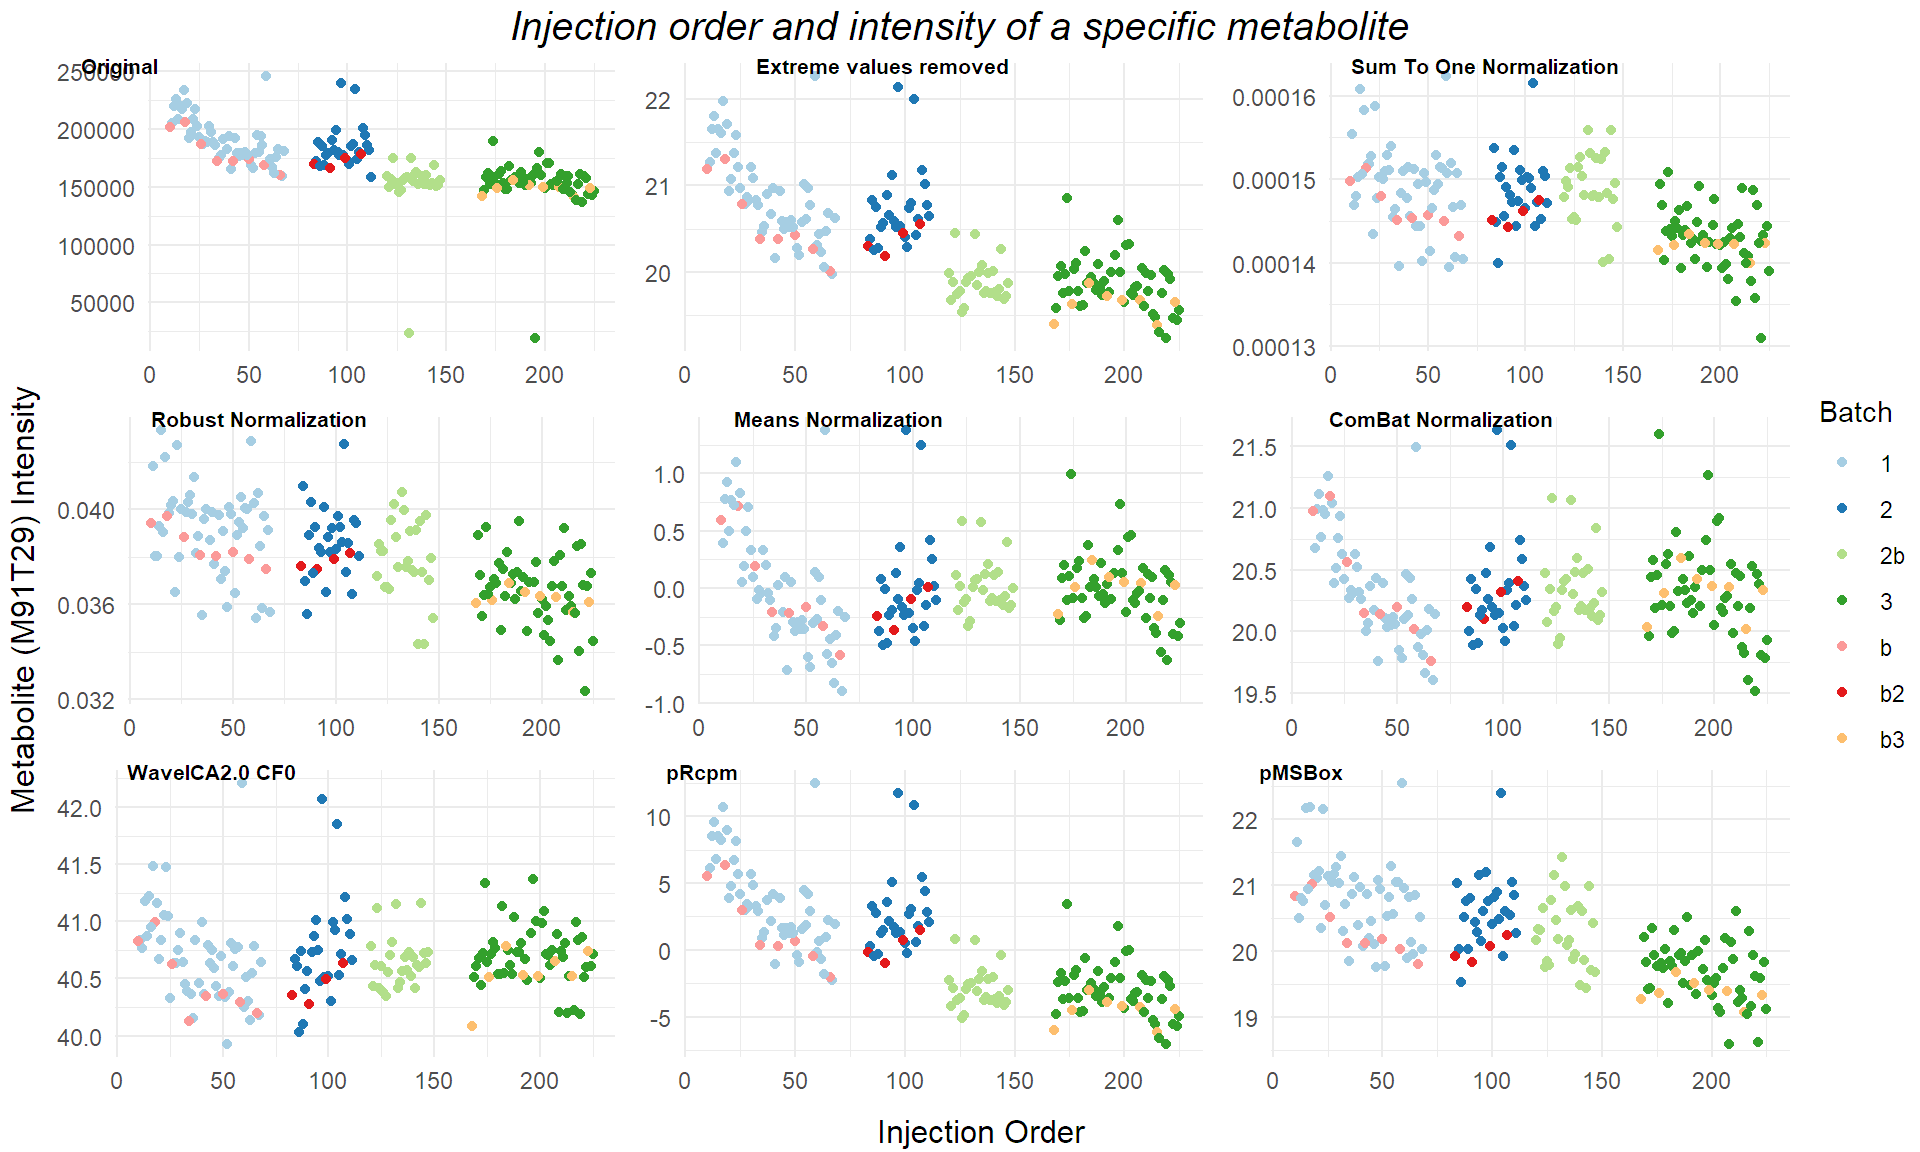 Injection order and intensity of a specific metabolite
Original
250000
200000
150000
100000
50000
0 50 100 150 200
Extreme values removed
22
21
20
0 50 100 150 200
Sum To One Normalization
0.00016
0.00015
0.00014
0.00013
0 50 100 150 200
Metabolite (M91T29) Intensity
Robust Normalization
0.040
0.036
0.032
0 50 100 150 200
Means Normalization
1.0
0.5
0.0
-0.5
-1.0
0 50 100 150 200
ComBat Normalization
21.5
21.0
20.5
20.0
19.5
0 50 100 150 200
WaveICA2.0 CF0
42.0
41.5
41.0
40.5
40.0
0 50 100 150 200
pRcpm
10
5
0
-5
0 50 100 150 200
pMSBox
22
21
20
19
0 50 100 150 200
Injection Order
Batch
1
2
2b
3
b
b2
b3